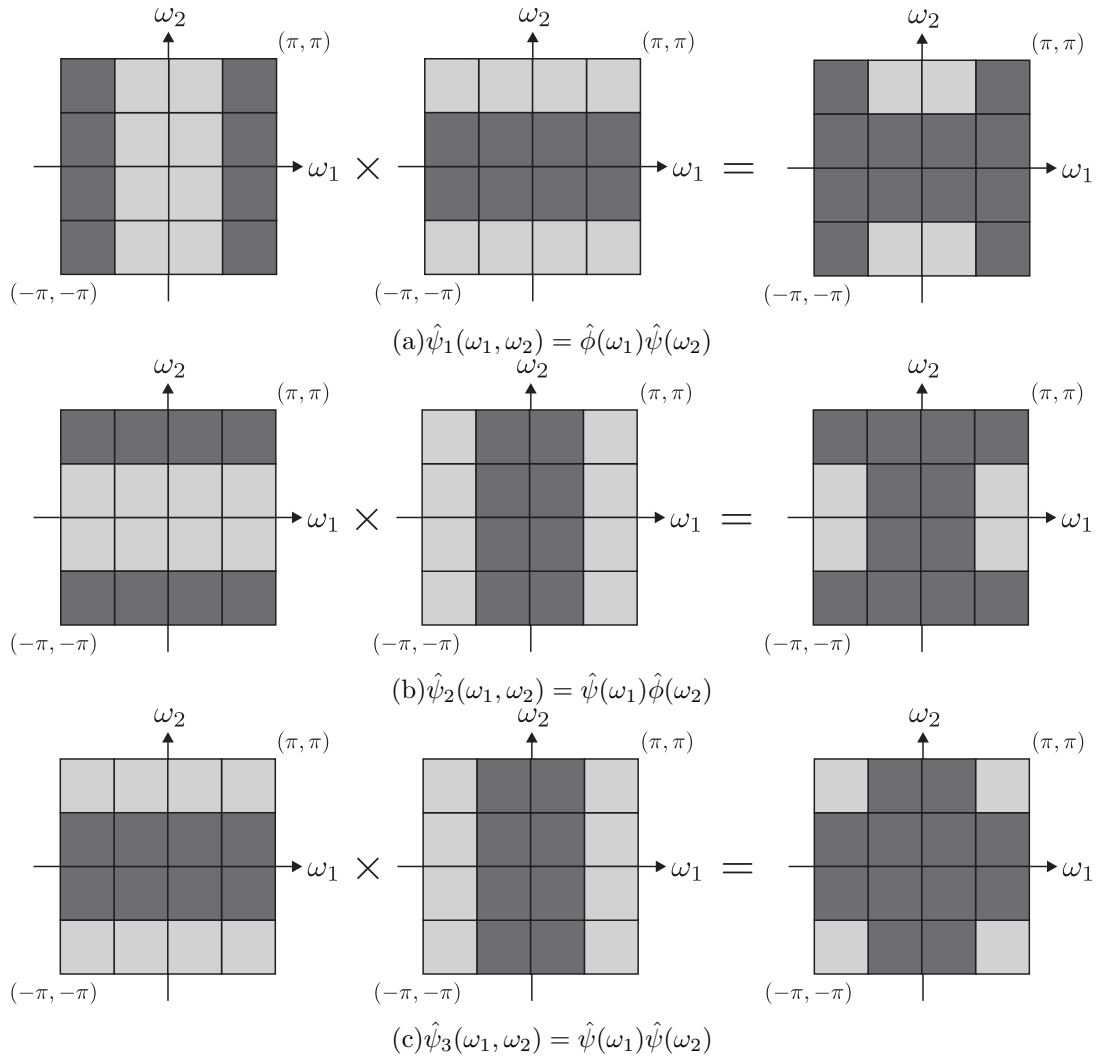 ω₂ ω₂ ω₂
(π, π) (π, π) (π, π)
ω₁ × ω₁ = ω₁
(−π, −π) (−π, −π) (−π, −π)
(a)ψ̂₁(ω₁, ω₂) = ϕ̂(ω₁)ψ̂(ω₂)
ω₂ ω₂ ω₂
(π, π) (π, π) (π, π)
ω₁ × ω₁ = ω₁
(−π, −π) (−π, −π) (−π, −π)
(b)ψ̂₂(ω₁, ω₂) = ψ̂(ω₁)ϕ̂(ω₂)
ω₂ ω₂ ω₂
(π, π) (π, π) (π, π)
ω₁ × ω₁ = ω₁
(−π, −π) (−π, −π) (−π, −π)
(c)ψ̂₃(ω₁, ω₂) = ψ̂(ω₁)ψ̂(ω₂)